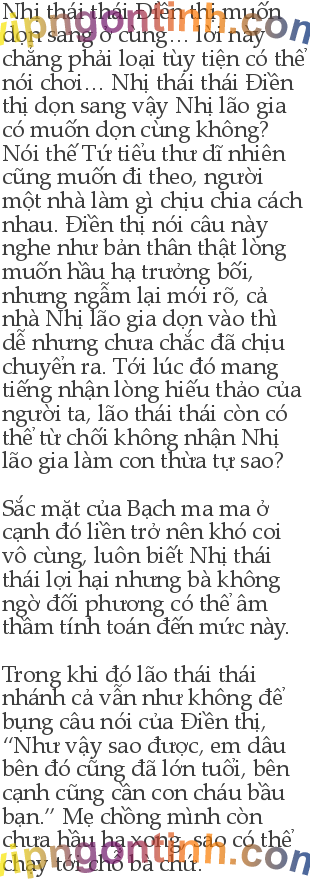 Nhị thái thái Điền thị muốn
dọn sang ở cùng... lời này
chẳng phải loại tùy tiện có thể
nói chơi... Nhị thái thái Điền
thị dọn sang vậy Nhị lão gia
có muốn dọn cùng không?
Nói thế Tứ tiểu thư dĩ nhiên
cũng muốn đi theo, người
một nhà làm gì chịu chia cách
nhau. Điền thị nói câu này
nghe như bản thân thật lòng
muốn hầu hạ trưởng bối,
nhưng ngẫm lại mới rõ, cả
nhà Nhị lão gia dọn vào thì
dễ nhưng chưa chắc đã chịu
chuyển ra. Tới lúc đó mang
tiếng nhận lòng hiếu thảo của
người ta, lão thái thái còn có
thể từ chối không nhận Nhị
lão gia làm con thừa tự sao?
Sắc mặt của Bạch ma ma ở
cạnh đó liền trở nên khó coi
vô cùng, luôn biết Nhị thái
thái lợi hại nhưng bà không
ngờ đối phương có thể âm
thầm tính toán đến mức này.
Trong khi đó lão thái thái
nhánh cả vẫn như không để
bụng câu nói của Điền thị,
“Như vậy sao được, em dâu
bên đó cũng đã lớn tuổi, bên
cạnh cũng cần con cháu bầu
bạn.” Mẹ chồng mình còn
chưa hầu hạ xong, sao có thể
chạy tới chỗ bà chứ.
vipngontinh.com
vipngontinh.com